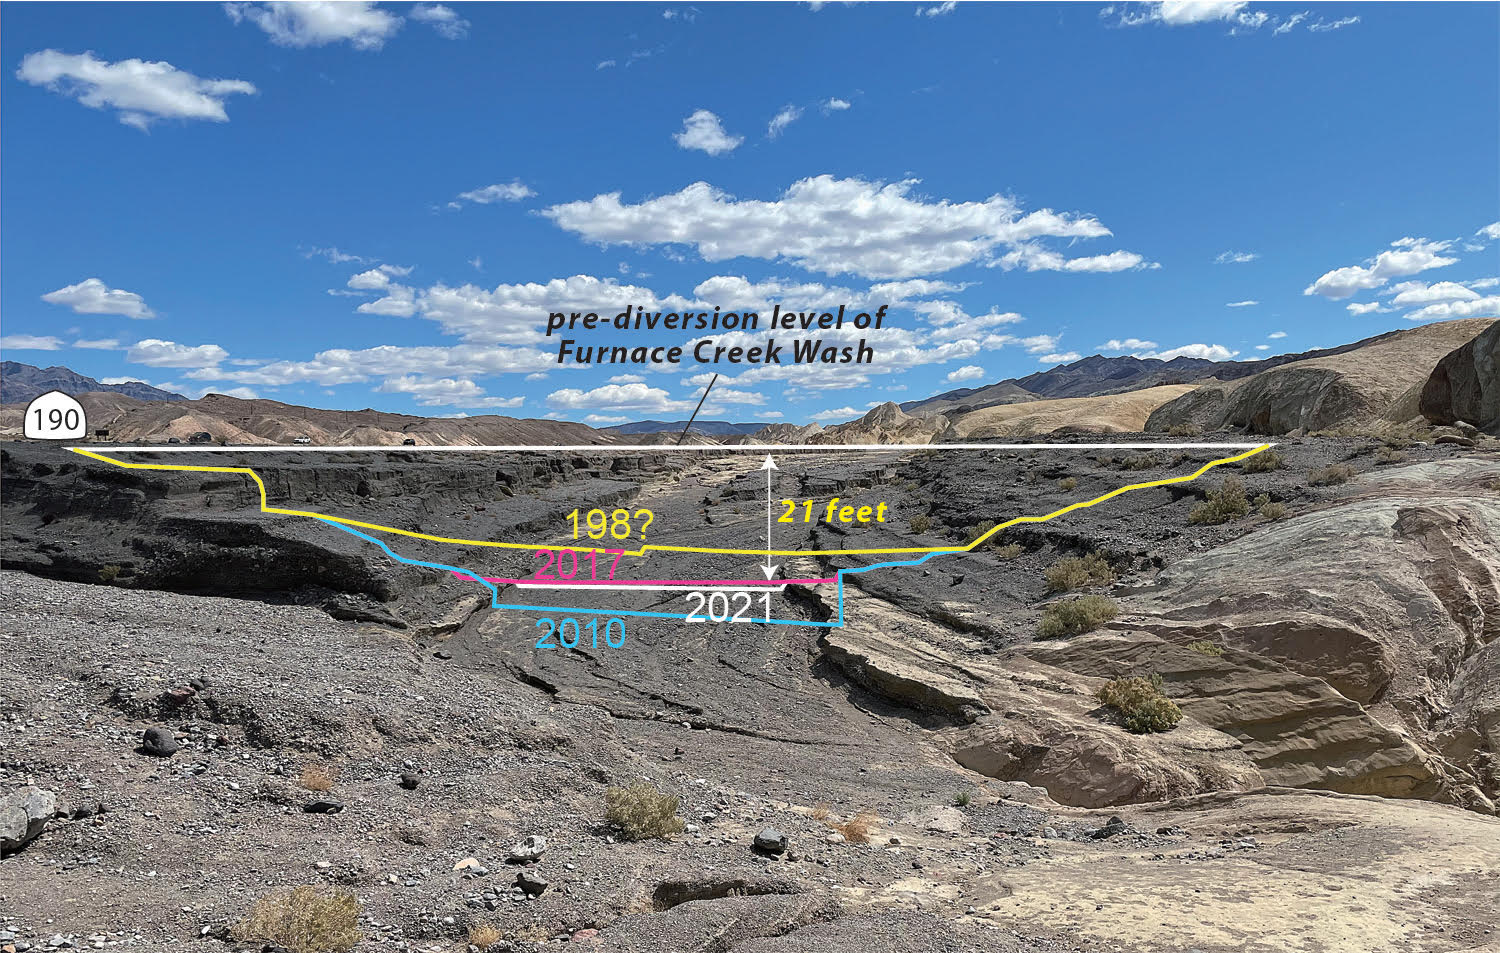 pre-diversion level of
Furnace Creek Wash
190
21 feet
198?
2017
2021
2010